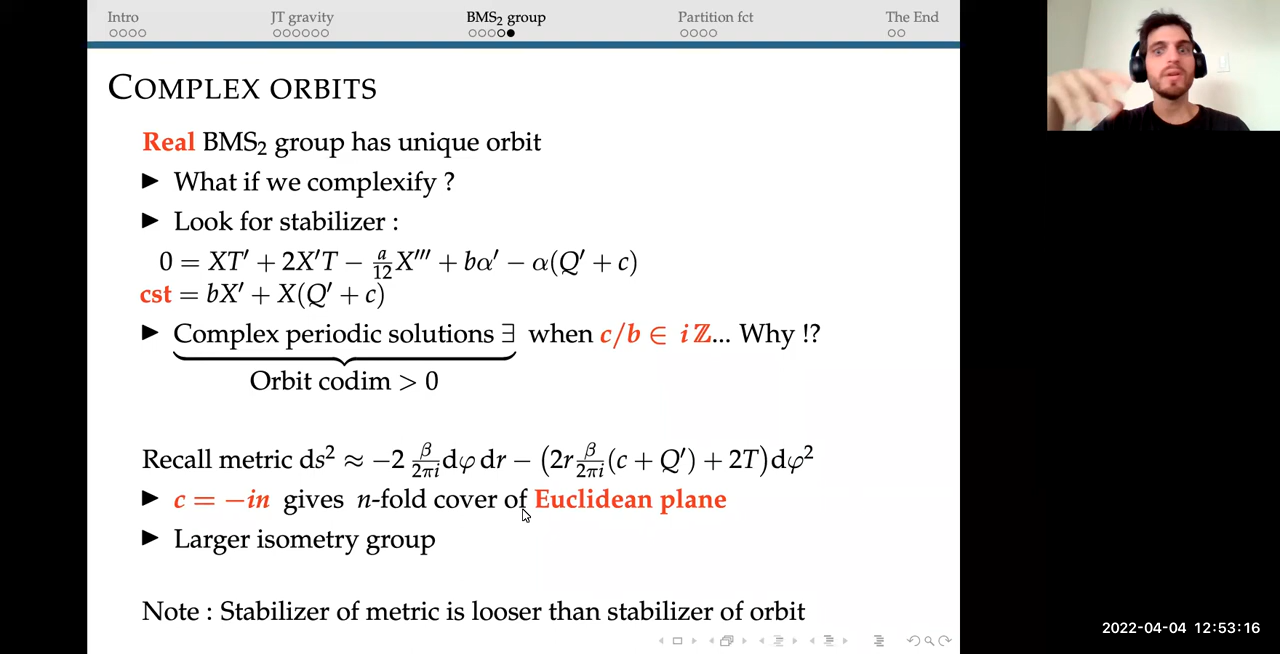 Intro JT gravity BMS₂ group Partition fct The End
COMPLEX ORBITS
Real BMS₂ group has unique orbit
▶ What if we complexify ?
▶ Look for stabilizer :
0 = XT′ + 2X′T − a/12 X‴ + bα′ − α(Q′ + c)
cst = bX′ + X(Q′ + c)
▶ Complex periodic solutions ∃ when c/b ∈ iℤ... Why !?
Orbit codim > 0
Recall metric ds² ≈ −2 β/2πi dφ dr − (2r β/2πi (c + Q′) + 2T)dφ²
▶ c = −in gives n-fold cover of Euclidean plane
▶ Larger isometry group
Note : Stabilizer of metric is looser than stabilizer of orbit
2022-04-04 12:53:16